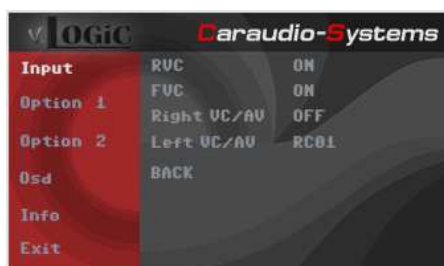 v. LOGiC Caraudio-Systems
Input RVC ON
FVC ON
Option 1 Right VC/AV OFF
Option 2 Left VC/AV RC01
Osd BACK
Info
Exit